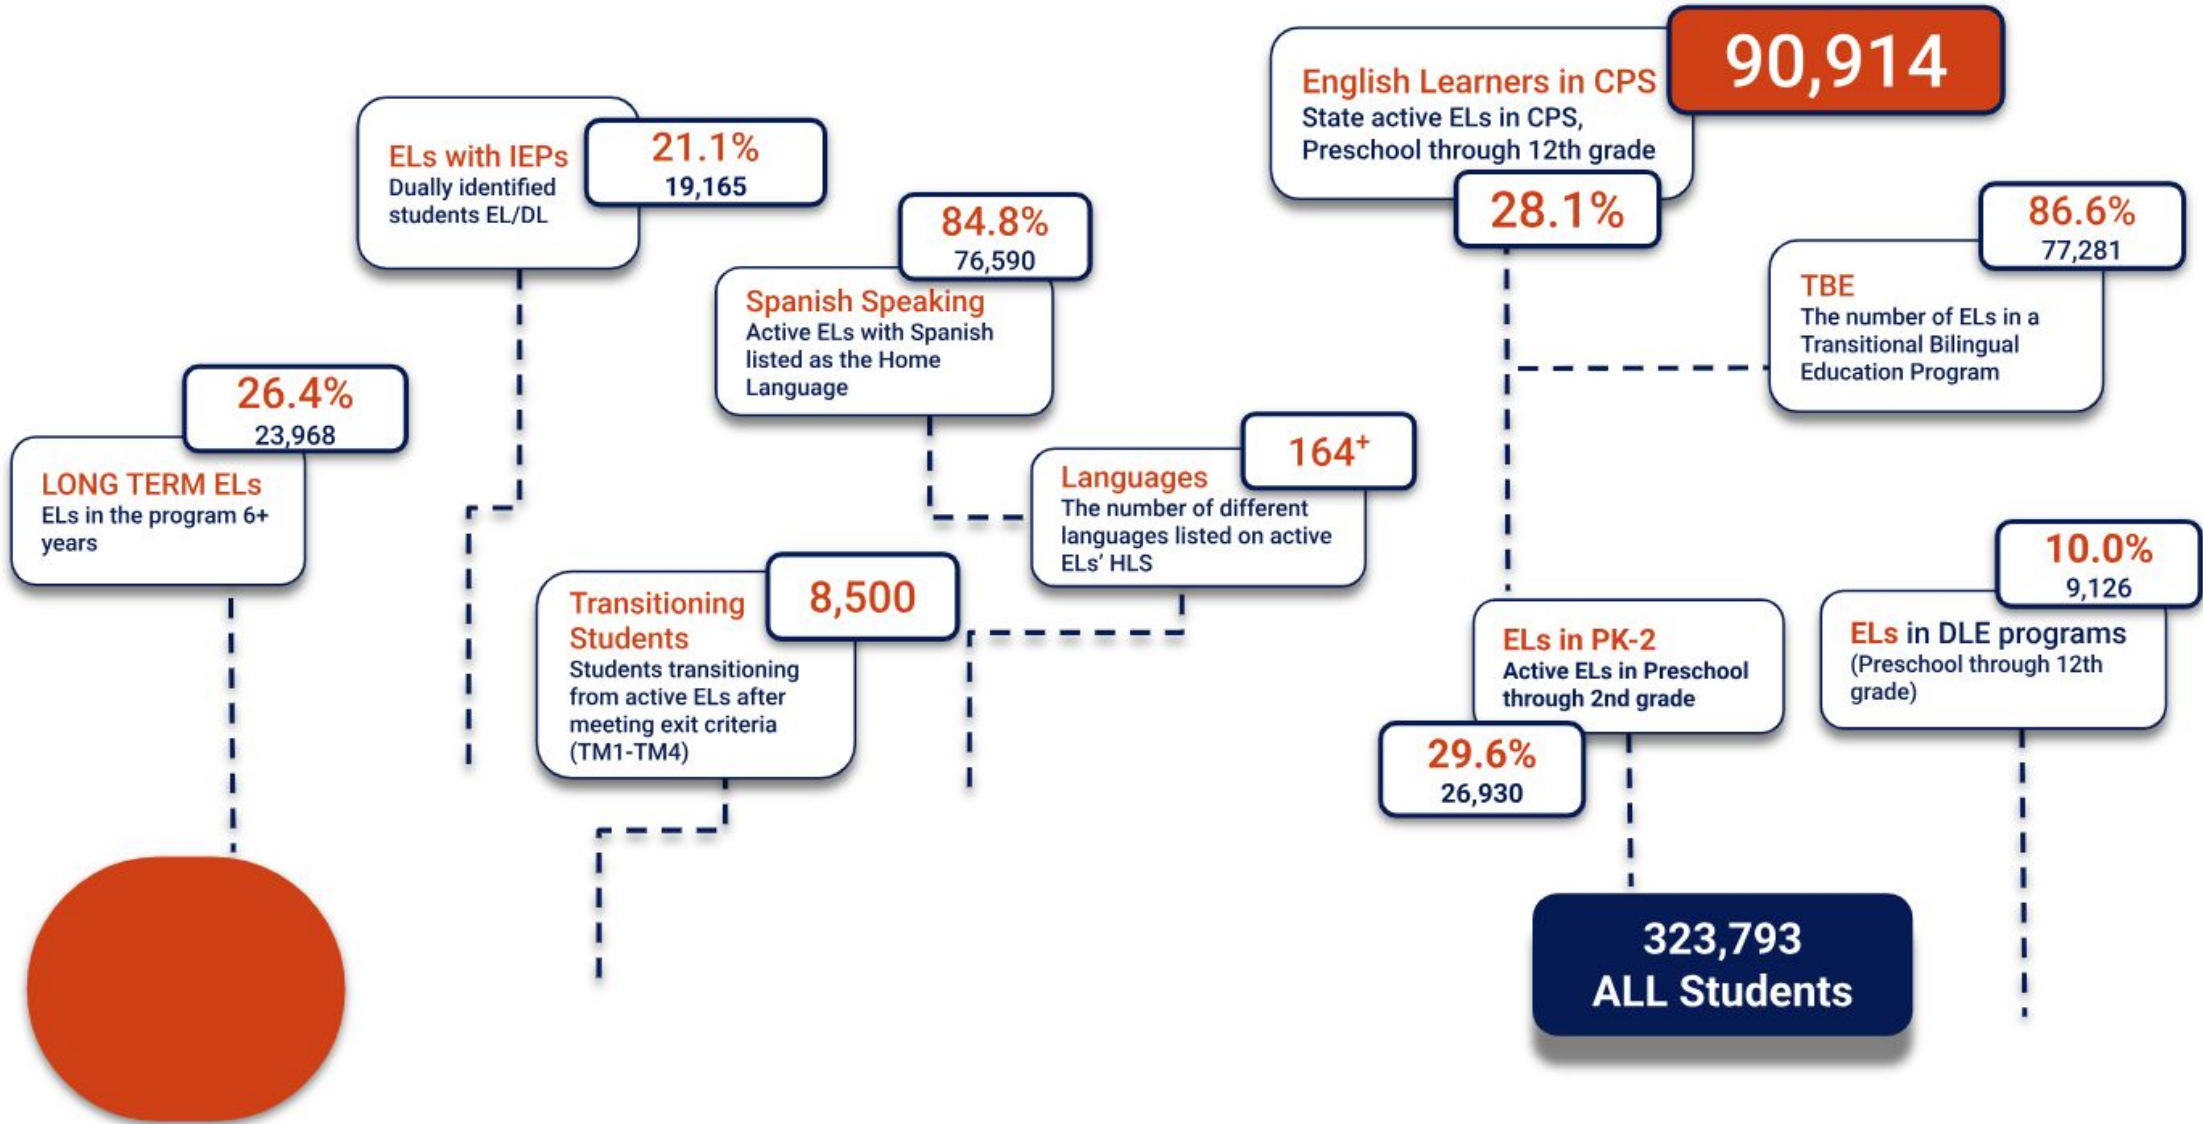 English Learners in CPS
State active ELs in CPS,
Preschool through 12th grade
90,914
28.1%
ELs with IEPs
Dually identified
students EL/DL
21.1%
19,165
84.8%
76,590
Spanish Speaking
Active ELs with Spanish
listed as the Home
Language
86.6%
77,281
TBE
The number of ELs in a
Transitional Bilingual
Education Program
26.4%
23,968
LONG TERM ELs
ELs in the program 6+
years
164+
Languages
The number of different
languages listed on active
ELs’ HLS
Transitioning
Students
Students transitioning
from active ELs after
meeting exit criteria
(TM1-TM4)
8,500
ELs in PK-2
Active ELs in Preschool
through 2nd grade
29.6%
26,930
10.0%
9,126
ELs in DLE programs
(Preschool through 12th
grade)
323,793
ALL Students